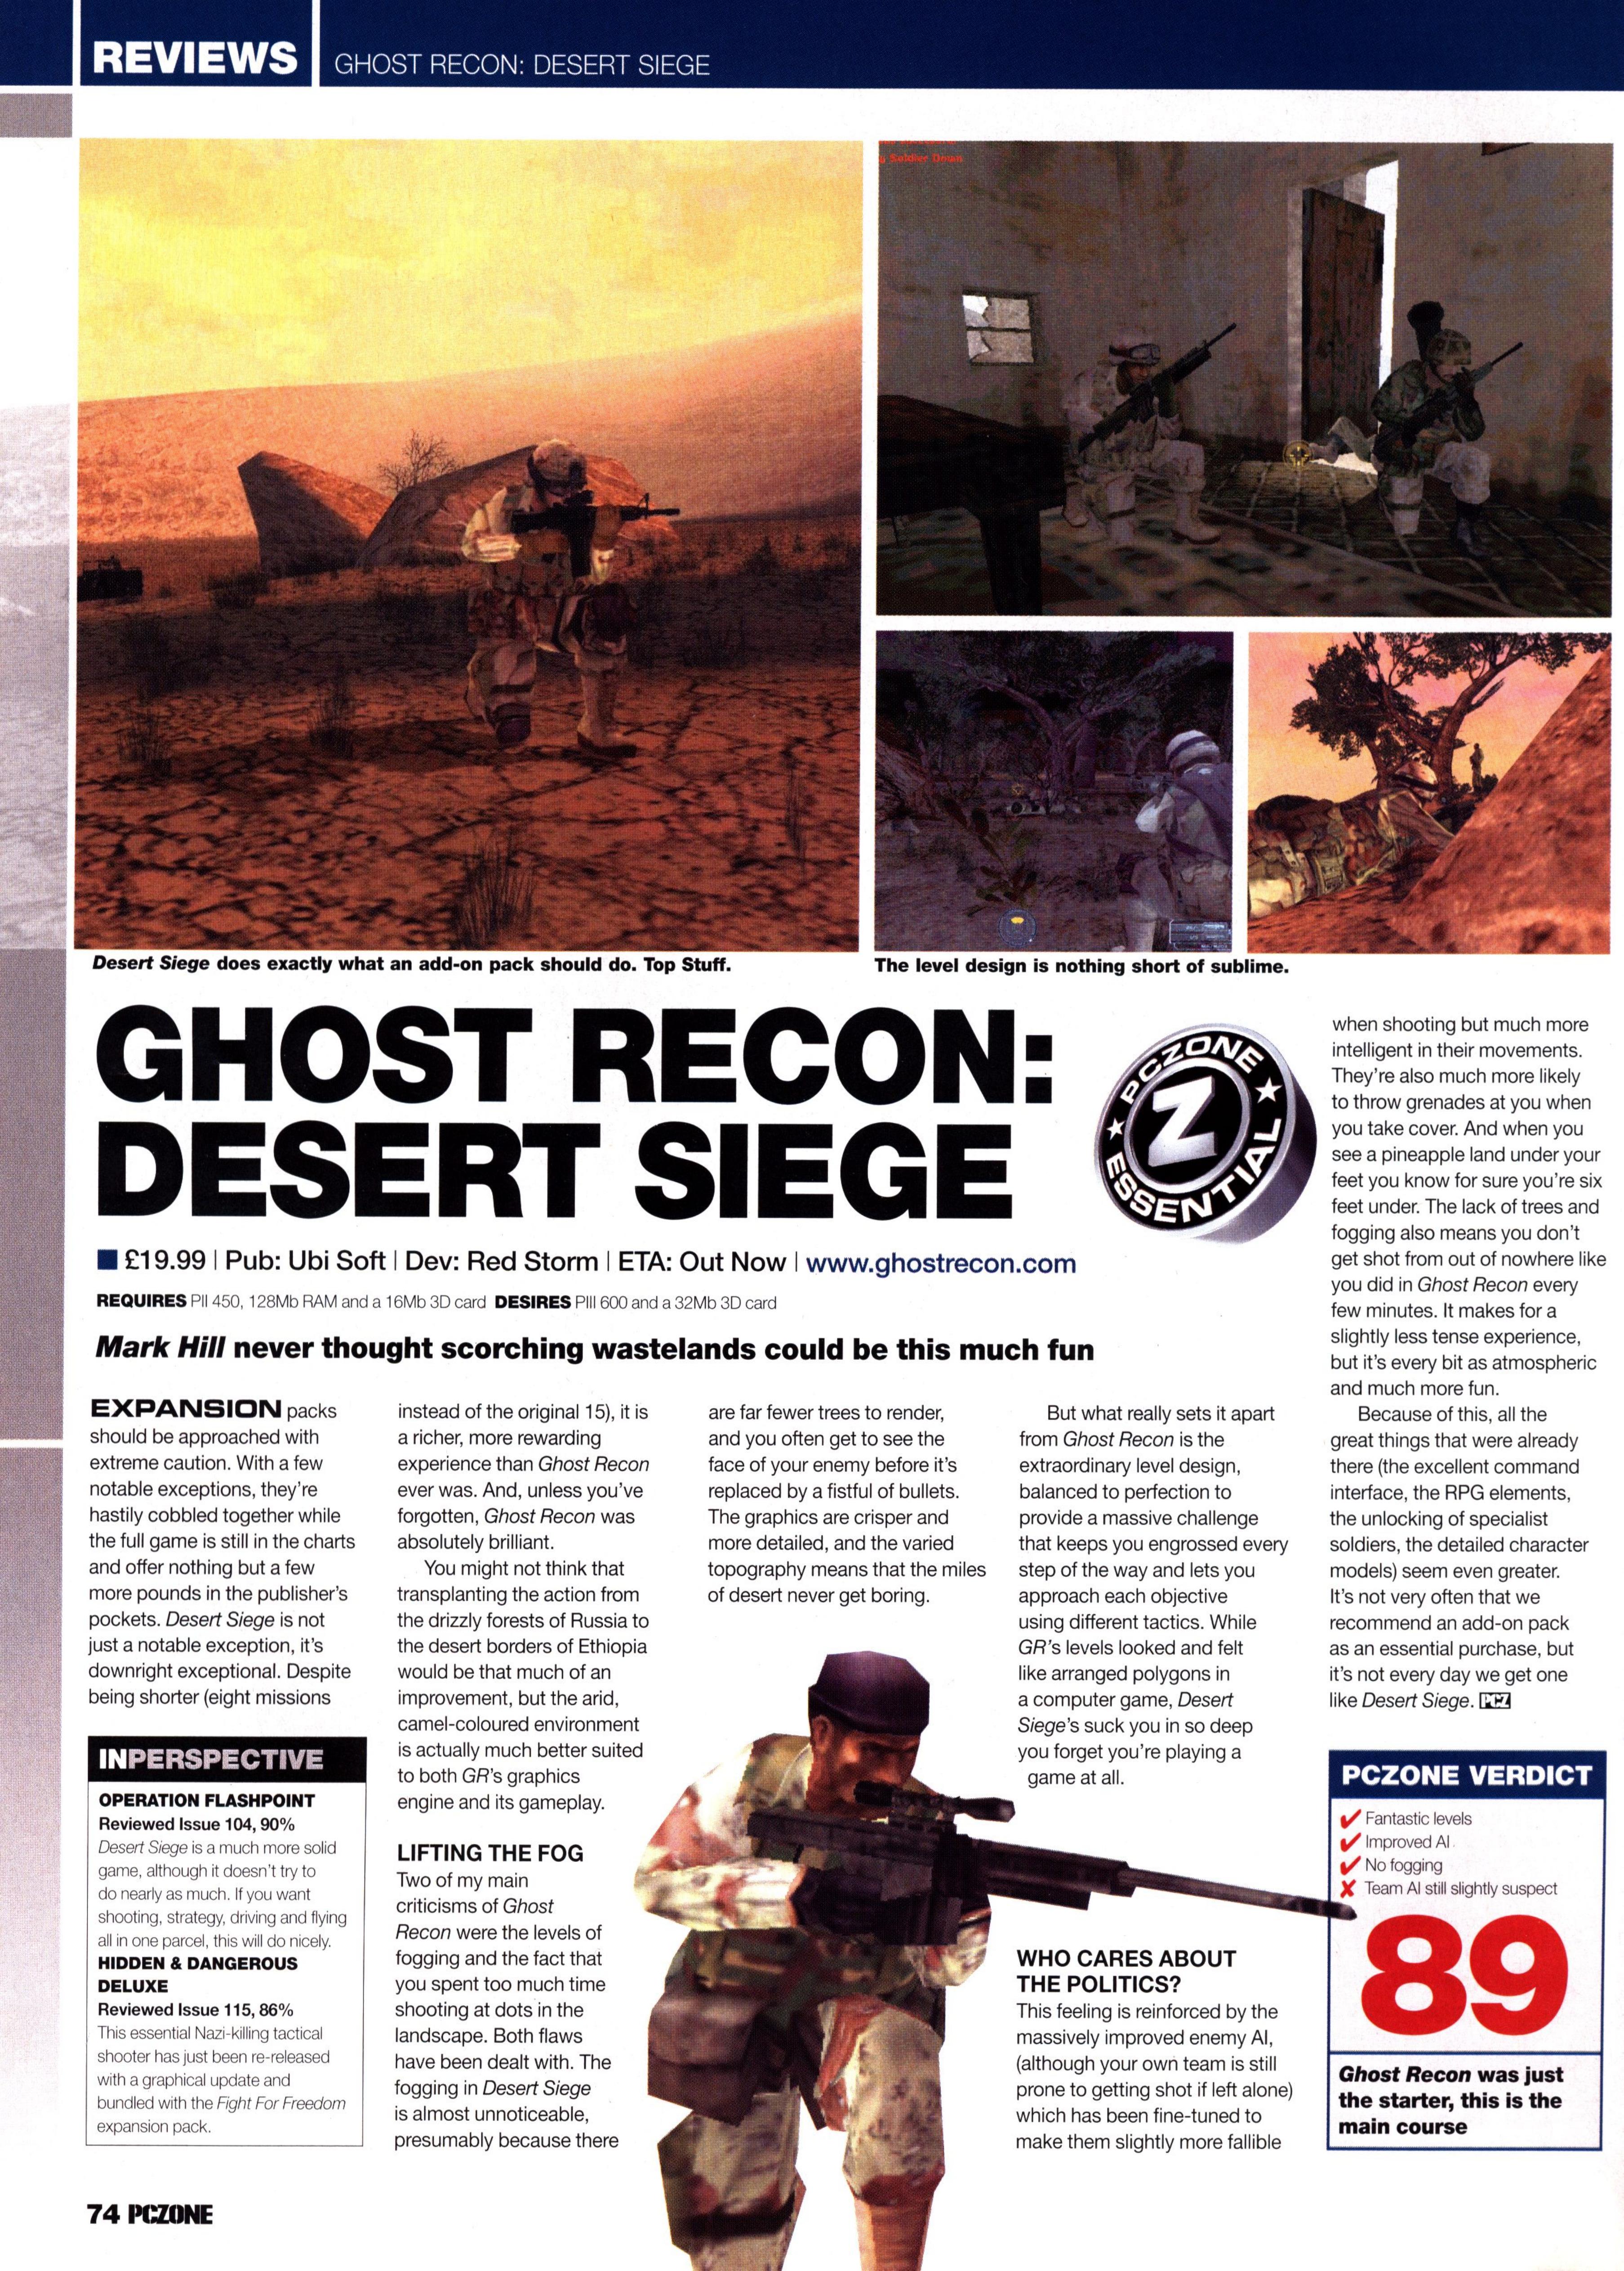 REVIEWS
GHOST RECON: DESERT SIEGE
y Soldier Down
Desert Siege does exactly what an add-on pack should do. Top Stuff.
The level design is nothing short of sublime.
GHOST RECON:
DESERT SIEGE
PCZONE
Z
ESSENTIAL
■ £19.99 | Pub: Ubi Soft | Dev: Red Storm | ETA: Out Now | www.ghostrecon.com
REQUIRES PII 450, 128Mb RAM and a 16Mb 3D card DESIRES PIII 600 and a 32Mb 3D card
Mark Hill never thought scorching wastelands could be this much fun
EXPANSION packs
should be approached with
extreme caution. With a few
notable exceptions, they're
hastily cobbled together while
the full game is still in the charts
and offer nothing but a few
more pounds in the publisher's
pockets. Desert Siege is not
just a notable exception, it's
downright exceptional. Despite
being shorter (eight missions
instead of the original 15), it is
a richer, more rewarding
experience than Ghost Recon
ever was. And, unless you've
forgotten, Ghost Recon was
absolutely brilliant.
You might not think that
transplanting the action from
the drizzly forests of Russia to
the desert borders of Ethiopia
would be that much of an
improvement, but the arid,
camel-coloured environment
is actually much better suited
to both GR's graphics
engine and its gameplay.
LIFTING THE FOG
Two of my main
criticisms of Ghost
Recon were the levels of
fogging and the fact that
you spent too much time
shooting at dots in the
landscape. Both flaws
have been dealt with. The
fogging in Desert Siege
is almost unnoticeable,
presumably because there
are far fewer trees to render,
and you often get to see the
face of your enemy before it's
replaced by a fistful of bullets.
The graphics are crisper and
more detailed, and the varied
topography means that the miles
of desert never get boring.
But what really sets it apart
from Ghost Recon is the
extraordinary level design,
balanced to perfection to
provide a massive challenge
that keeps you engrossed every
step of the way and lets you
approach each objective
using different tactics. While
GR's levels looked and felt
like arranged polygons in
a computer game, Desert
Siege's suck you in so deep
you forget you're playing a
game at all.
WHO CARES ABOUT
THE POLITICS?
This feeling is reinforced by the
massively improved enemy AI,
(although your own team is still
prone to getting shot if left alone)
which has been fine-tuned to
make them slightly more fallible
when shooting but much more
intelligent in their movements.
They're also much more likely
to throw grenades at you when
you take cover. And when you
see a pineapple land under your
feet you know for sure you're six
feet under. The lack of trees and
fogging also means you don't
get shot from out of nowhere like
you did in Ghost Recon every
few minutes. It makes for a
slightly less tense experience,
but it's every bit as atmospheric
and much more fun.
Because of this, all the
great things that were already
there (the excellent command
interface, the RPG elements,
the unlocking of specialist
soldiers, the detailed character
models) seem even greater.
It's not very often that we
recommend an add-on pack
as an essential purchase, but
it's not every day we get one
like Desert Siege. PCZ
INPERSPECTIVE
OPERATION FLASHPOINT
Reviewed Issue 104, 90%
Desert Siege is a much more solid
game, although it doesn't try to
do nearly as much. If you want
shooting, strategy, driving and flying
all in one parcel, this will do nicely.
HIDDEN & DANGEROUS
DELUXE
Reviewed Issue 115, 86%
This essential Nazi-killing tactical
shooter has just been re-released
with a graphical update and
bundled with the Fight For Freedom
expansion pack.
PCZONE VERDICT
✔ Fantastic levels
✔ Improved AI
✔ No fogging
✘ Team AI still slightly suspect
89
Ghost Recon was just
the starter, this is the
main course
74 PCZONE